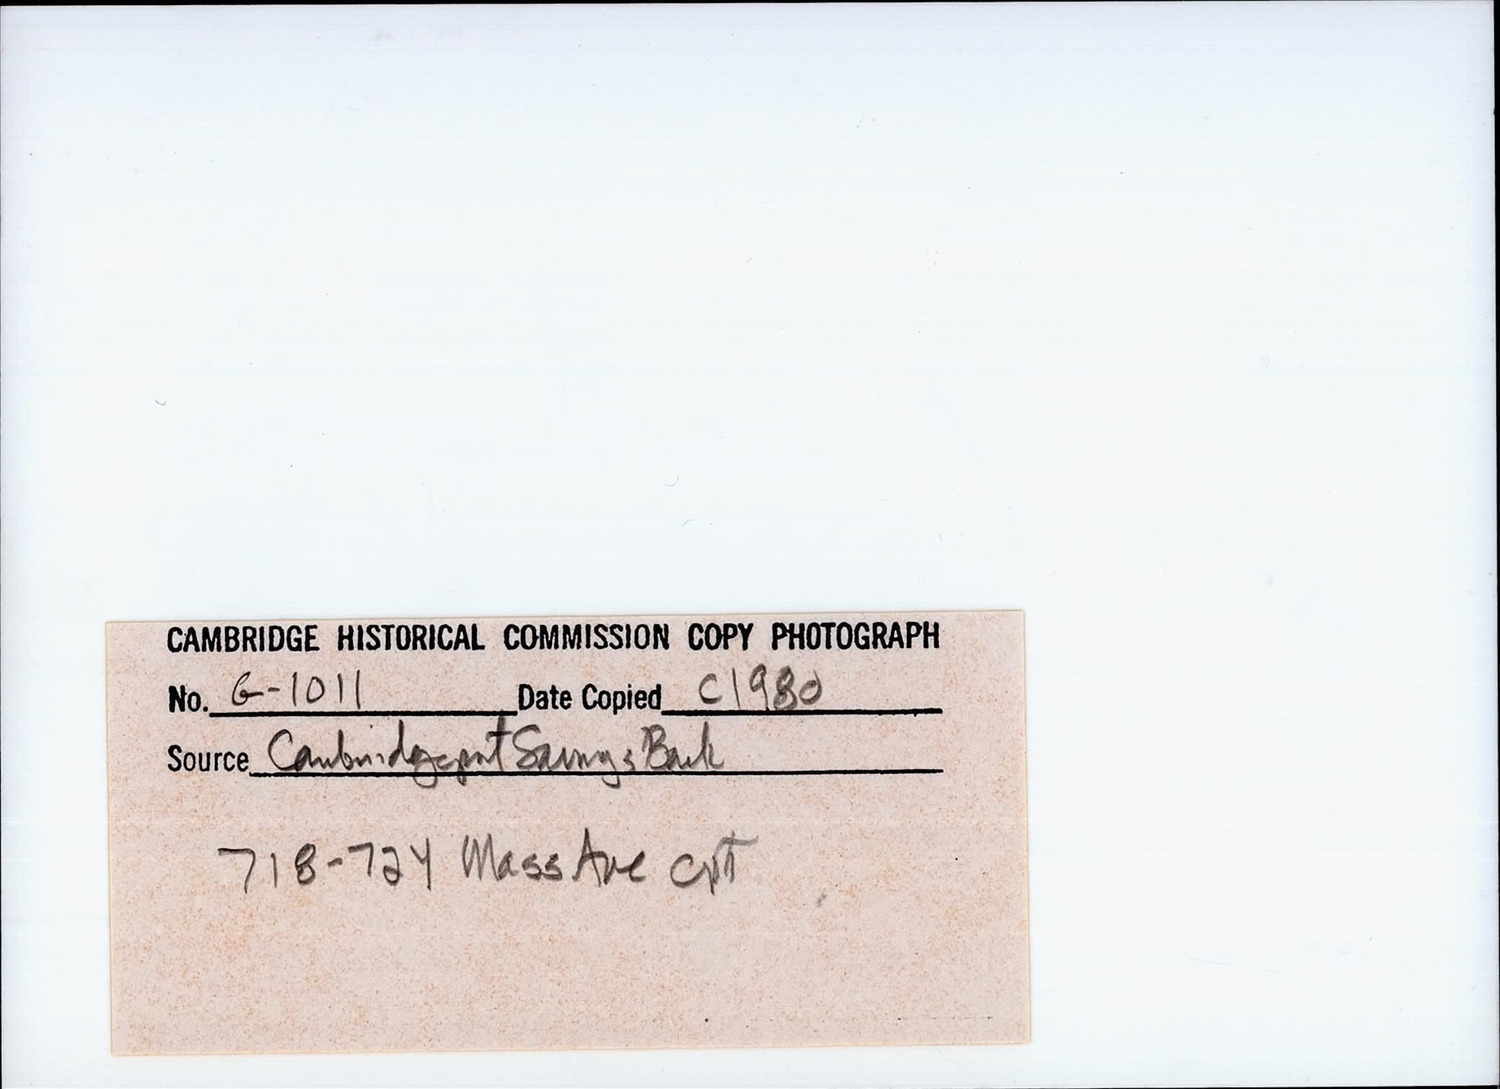 CAMBRIDGE HISTORICAL COMMISSION COPY PHOTOGRAPH
No. G-1011 Date Copied C1980
Source Cambridgeport Savings Bank
718-724 Mass Ave cpt